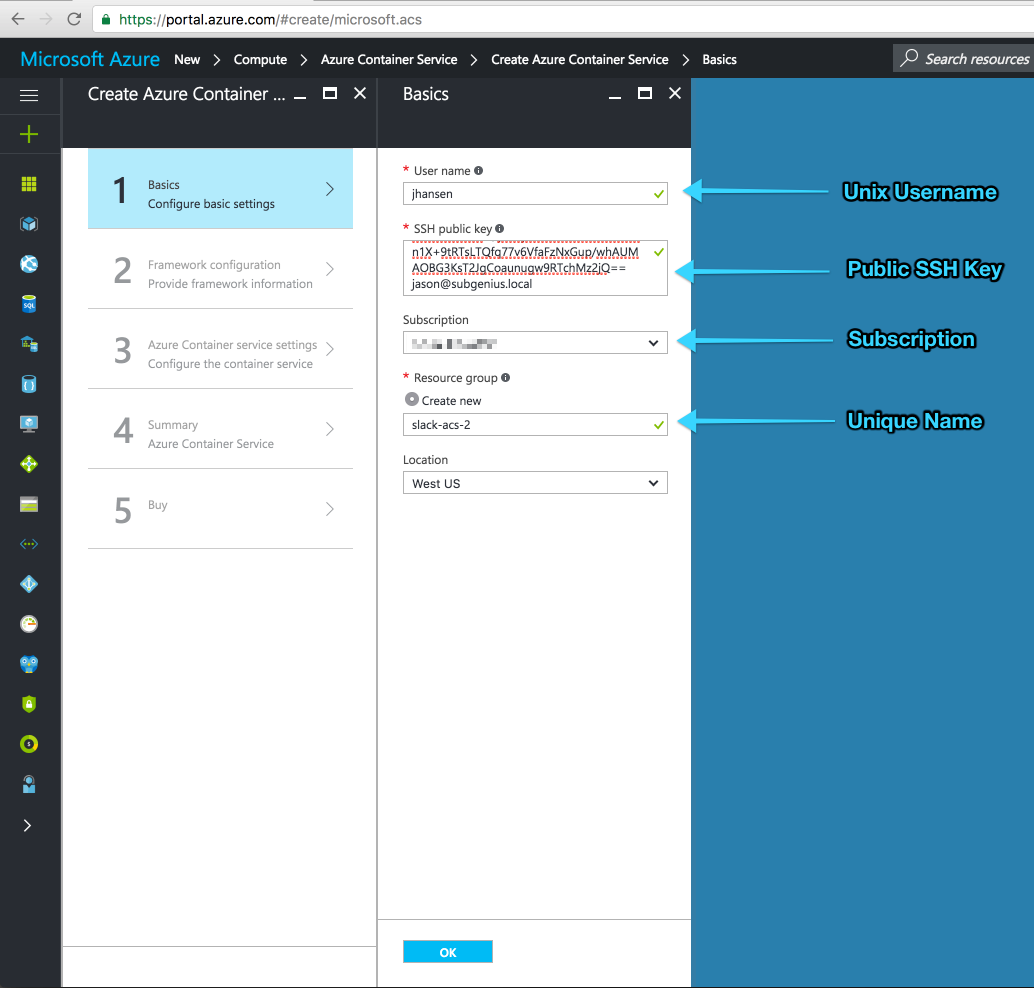 https://portal.azure.com/#create/microsoft.acs
Microsoft Azure New > Compute > Azure Container Service > Create Azure Container Service > Basics
Search resources
Create Azure Container ...
Basics
1
Basics
Configure basic settings
2
Framework configuration
Provide framework information
3
Azure Container service settings
Configure the container service
4
Summary
Azure Container Service
5
Buy
* User name
jhansen
* SSH public key
n1X+9tRTsLTQfg77v6VfaFzNxGup/whAUM
AOBG3KsT2JqCoaunuqw9RTchMz2jQ==
jason@subgenius.local
Subscription
* Resource group
Create new
slack-acs-2
Location
West US
OK
Unix Username
Public SSH Key
Subscription
Unique Name
SQL